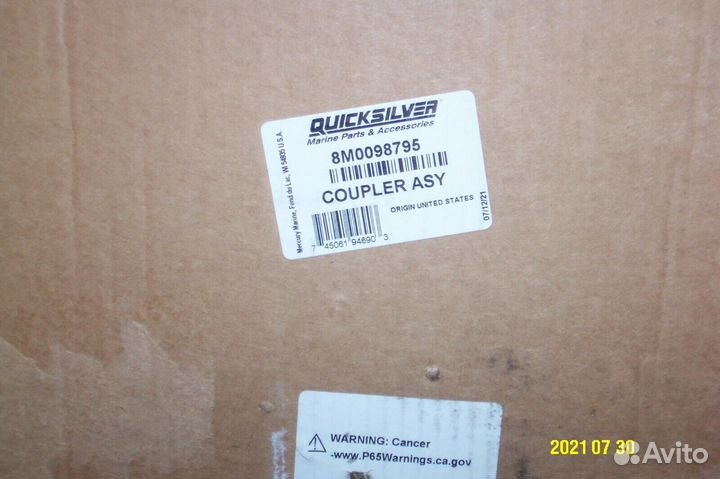 QUICKSILVER
Marine Parts & Accessories
8M0098795
COUPLER ASY
ORIGIN UNITED STATES
7 45061 94690 3
Mercury Marine, Fond du Lac, WI 54935 U.S.A.
07/12/21
WARNING: Cancer
-www.P65Warnings.ca.gov
2021 07 30
Avito